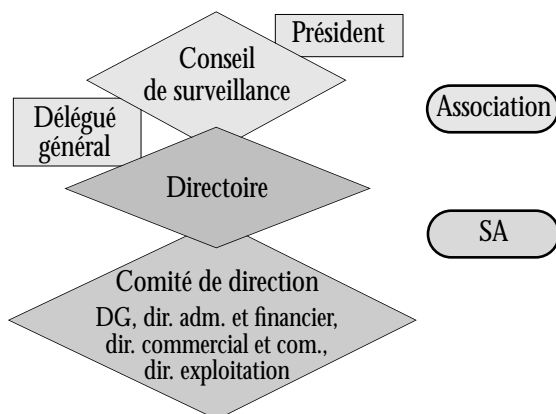 Président
Conseil
de surveillance
Association
Délégué
général
Directoire
SA
Comité de direction
DG, dir. adm. et financier,
dir. commercial et com.,
dir. exploitation